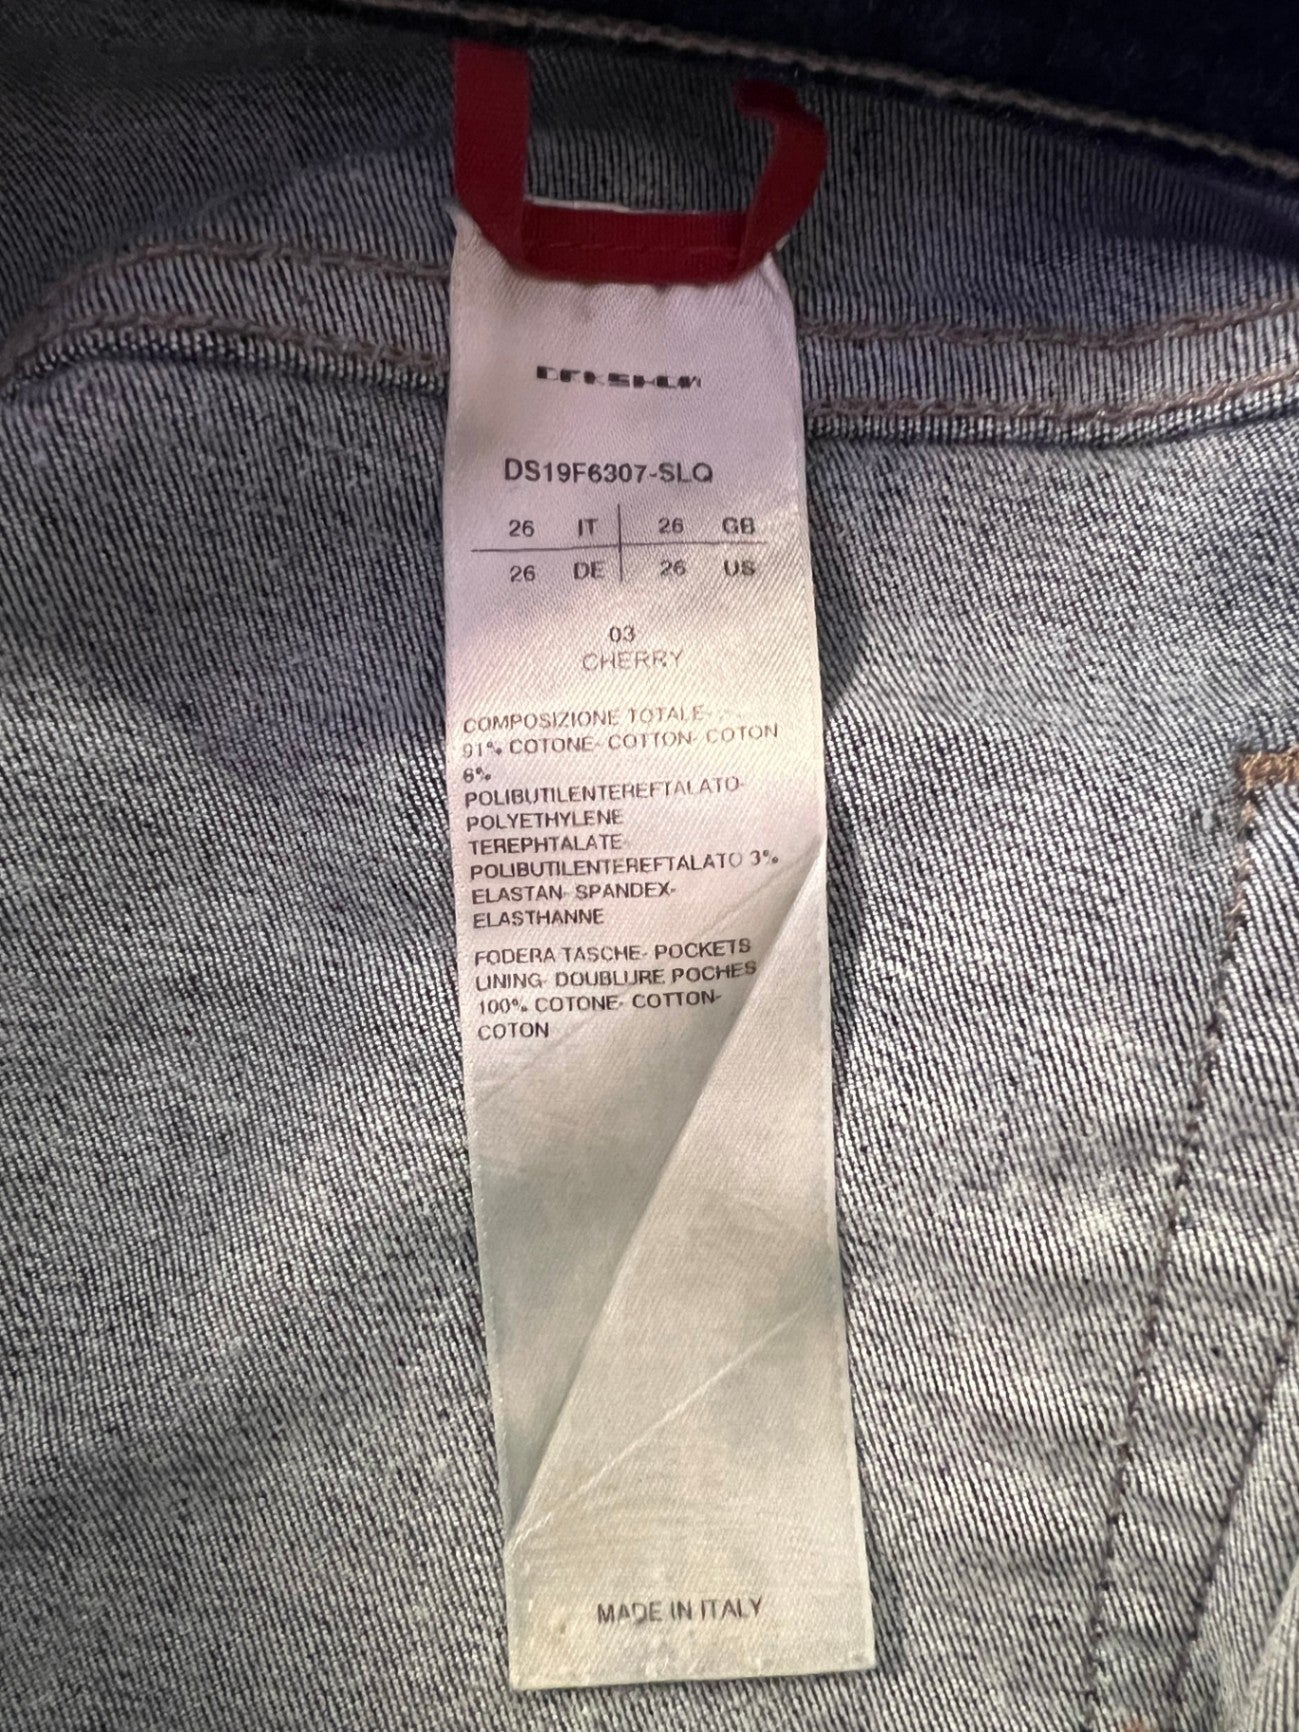 DRKSHDW
DS19F6307-SLQ
26 IT 26 GB
26 DE 26 US
03
CHERRY
COMPOSIZIONE TOTALE-
91% COTONE- COTTON- COTON
6%
POLIBUTILENTEREFTALATO-
POLYETHYLENE
TEREPHTALATE-
POLIBUTILENTEREFTALATO 3%
ELASTAN- SPANDEX-
ELASTHANNE
FODERA TASCHE- POCKETS
LINING- DOUBLURE POCHES
100% COTONE- COTTON-
COTON
MADE IN ITALY